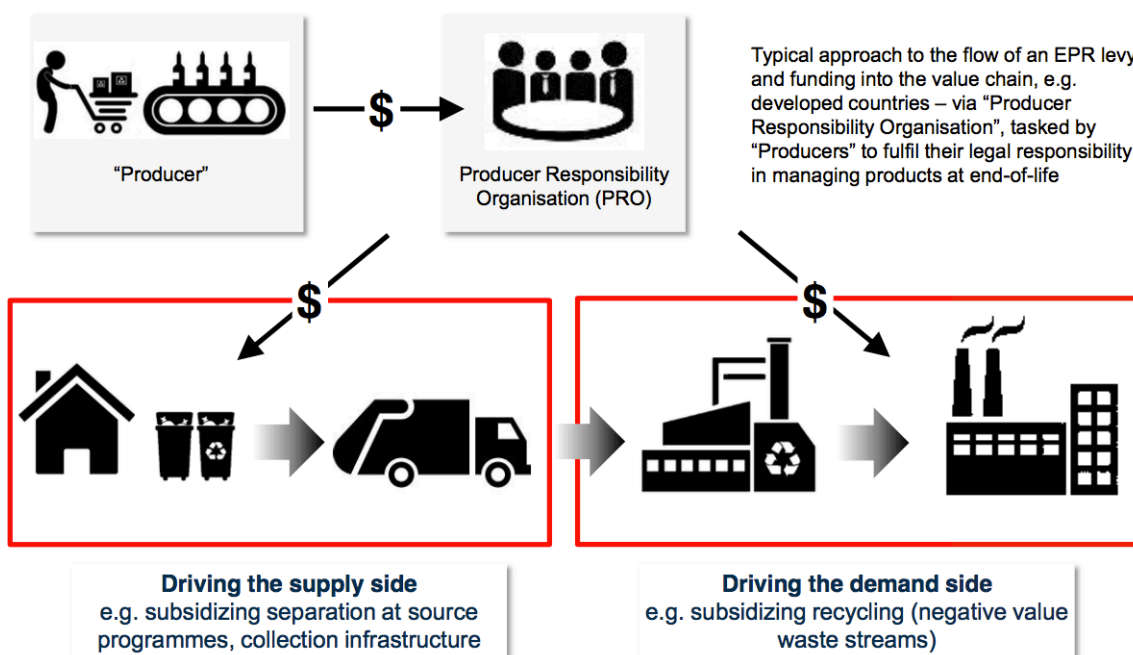 "Producer"
$
Producer Responsibility
Organisation (PRO)
Typical approach to the flow of an EPR levy
and funding into the value chain, e.g.
developed countries – via “Producer
Responsibility Organisation”, tasked by
“Producers” to fulfil their legal responsibility
in managing products at end-of-life
$
$
Driving the supply side
e.g. subsidizing separation at source
programmes, collection infrastructure
Driving the demand side
e.g. subsidizing recycling (negative value
waste streams)